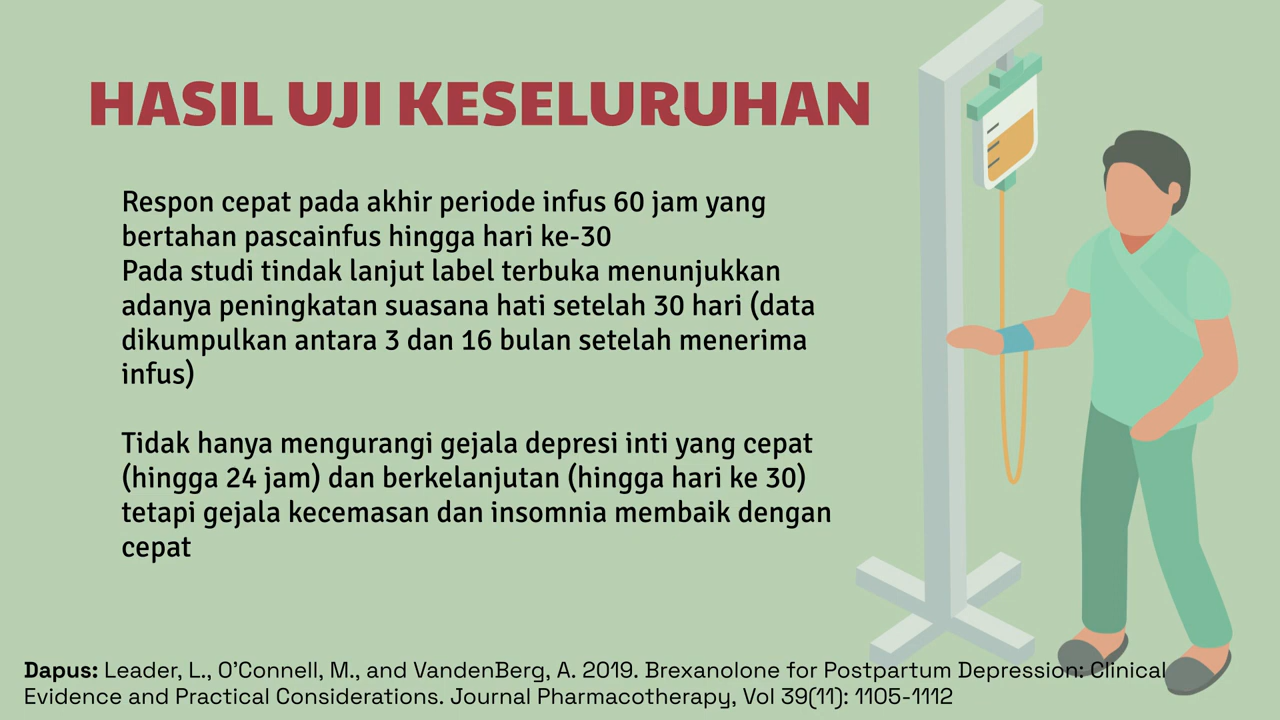 HASIL UJI KESELURUHAN
Respon cepat pada akhir periode infus 60 jam yang
bertahan pascainfus hingga hari ke-30
Pada studi tindak lanjut label terbuka menunjukkan
adanya peningkatan suasana hati setelah 30 hari (data
dikumpulkan antara 3 dan 16 bulan setelah menerima
infus)
Tidak hanya mengurangi gejala depresi inti yang cepat
(hingga 24 jam) dan berkelanjutan (hingga hari ke 30)
tetapi gejala kecemasan dan insomnia membaik dengan
cepat
Dapus: Leader, L., O’Connell, M., and VandenBerg, A. 2019. Brexanolone for Postpartum Depression: Clinical
Evidence and Practical Considerations. Journal Pharmacotherapy, Vol 39(11): 1105-1112